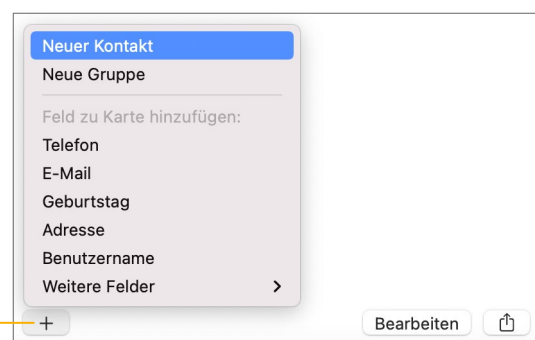 Neuer Kontakt
Neue Gruppe
Feld zu Karte hinzufügen:
Telefon
E-Mail
Geburtstag
Adresse
Benutzername
Weitere Felder
Bearbeiten